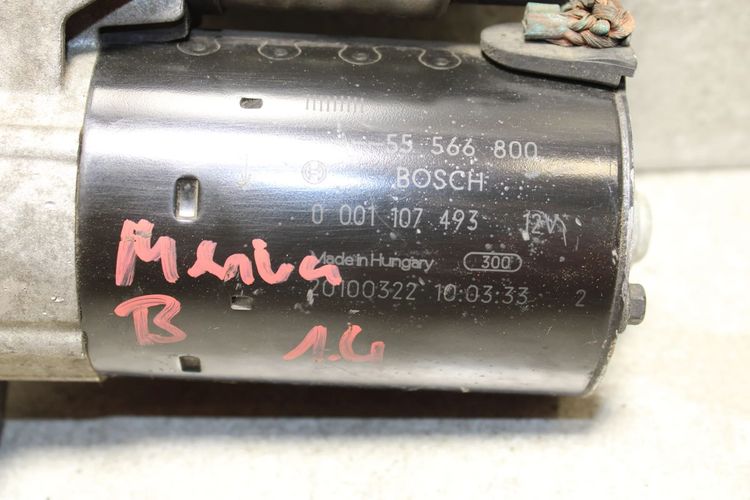 55 566 800
BOSCH
0 001 107 493 12V
Made in Hungary 300
20100322 10:03:33 2
Meriva
B 1.4